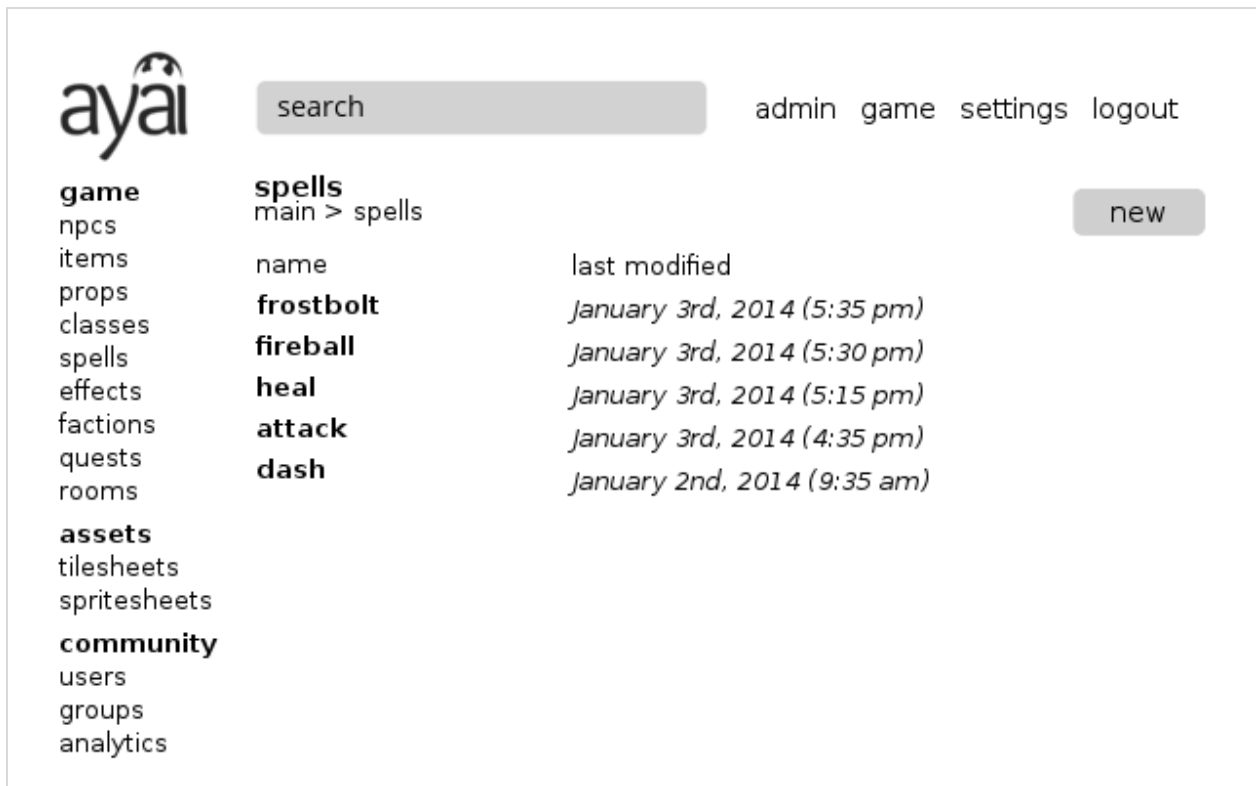 ayai
search
admin game settings logout
game
npcs
items
props
classes
spells
effects
factions
quests
rooms
assets
tilesheets
spritesheets
community
users
groups
analytics
spells
main > spells
new
name last modified
frostbolt January 3rd, 2014 (5:35 pm)
fireball January 3rd, 2014 (5:30 pm)
heal January 3rd, 2014 (5:15 pm)
attack January 3rd, 2014 (4:35 pm)
dash January 2nd, 2014 (9:35 am)